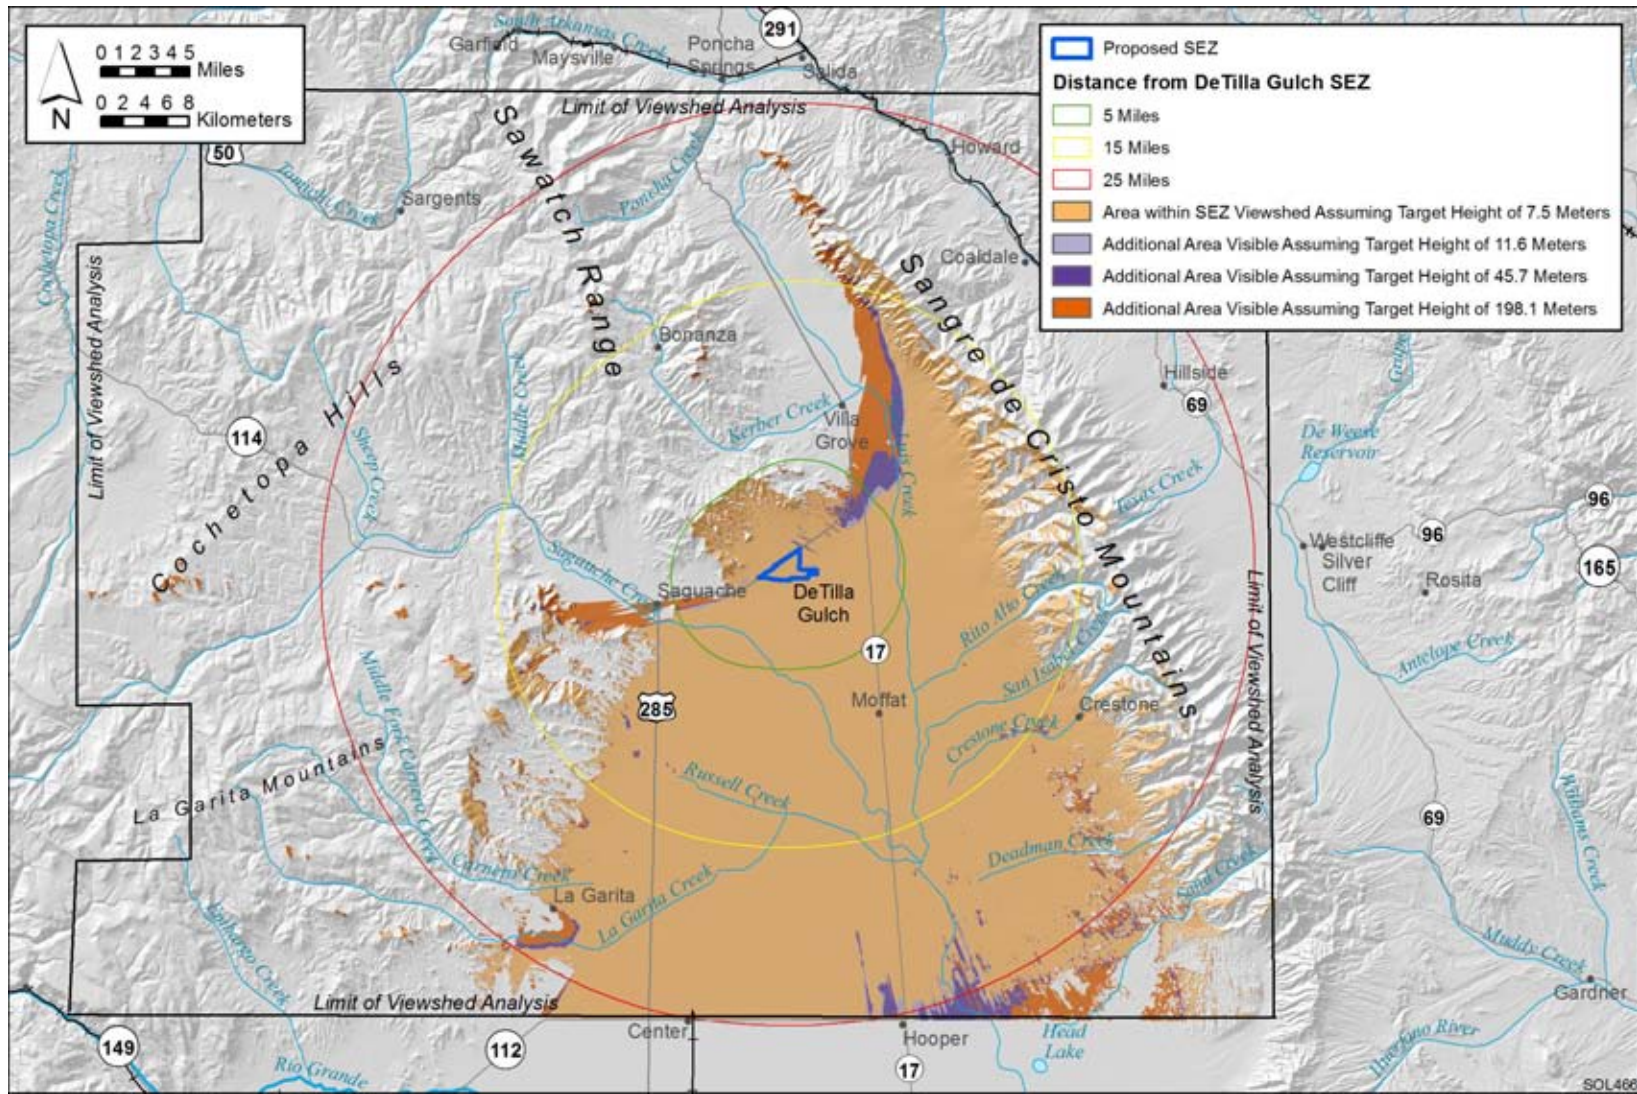 0 1 2 3 4 5
Miles
0 2 4 6 8
Kilometers
N
Proposed SEZ
Distance from DeTilla Gulch SEZ
5 Miles
15 Miles
25 Miles
Area within SEZ Viewshed Assuming Target Height of 7.5 Meters
Additional Area Visible Assuming Target Height of 11.6 Meters
Additional Area Visible Assuming Target Height of 45.7 Meters
Additional Area Visible Assuming Target Height of 198.1 Meters
South Arkansas Creek
291
Garfield
Maysville
Poncha
Springs
Salida
Limit of Viewshed Analysis
50
Tomichi Creek
Sargents
Cochetopa Creek
Sawatch Range
Poncha Creek
Howard
Coaldale
Sangre de Cristo Mountains
Limit of Viewshed Analysis
Bonanza
Hillside
69
Cochetopa Hills
114
Sheep Creek
Middle Creek
Kerber Creek
Villa
Grove
Luis Creek
De Weese
Reservoir
Texas Creek
96
96
165
Westcliffe
Silver
Cliff
Rosita
Saguache Creek
Saguache
DeTilla
Gulch
Rito Alto Creek
San Isabel Creek
Antelope Creek
17
Moffat
285
Crestone
Crestone Creek
Limit of Viewshed Analysis
Middle Fork Carnero Creek
La Garita Mountains
Russell Creek
69
Williams Creek
Deadman Creek
Sand Creek
Carnero Creek
La Garita
La Garita Creek
Embargo Creek
Muddy Creek
Gardner
Limit of Viewshed Analysis
Center
Hooper
Head
Lake
Huerfano River
149
112
17
Rio Grande
SOL466